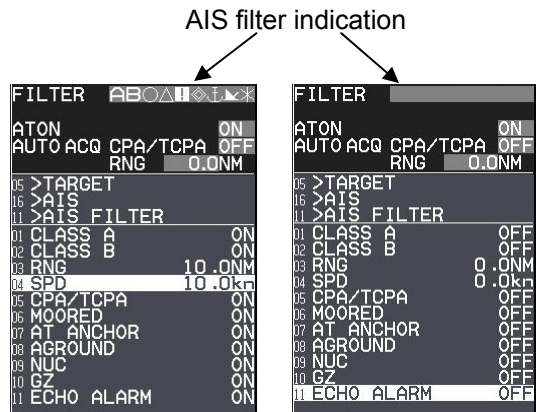 AIS filter indication
FILTER AB
ATON ON
AUTO ACQ CPA/TCPA OFF
RNG 0.0NM
05 >TARGET
16 >AIS
11 >AIS FILTER
01 CLASS A ON
02 CLASS B ON
03 RNG 10.0NM
04 SPD 10.0kn
05 CPA/TCPA ON
06 MOORED ON
07 AT ANCHOR ON
08 AGROUND ON
09 NUC ON
10 GZ ON
11 ECHO ALARM ON
FILTER
ATON ON
AUTO ACQ CPA/TCPA OFF
RNG 0.0NM
05 >TARGET
16 >AIS
11 >AIS FILTER
01 CLASS A OFF
02 CLASS B OFF
03 RNG 0.0NM
04 SPD 0.0kn
05 CPA/TCPA OFF
06 MOORED OFF
07 AT ANCHOR OFF
08 AGROUND OFF
09 NUC OFF
10 GZ OFF
11 ECHO ALARM OFF